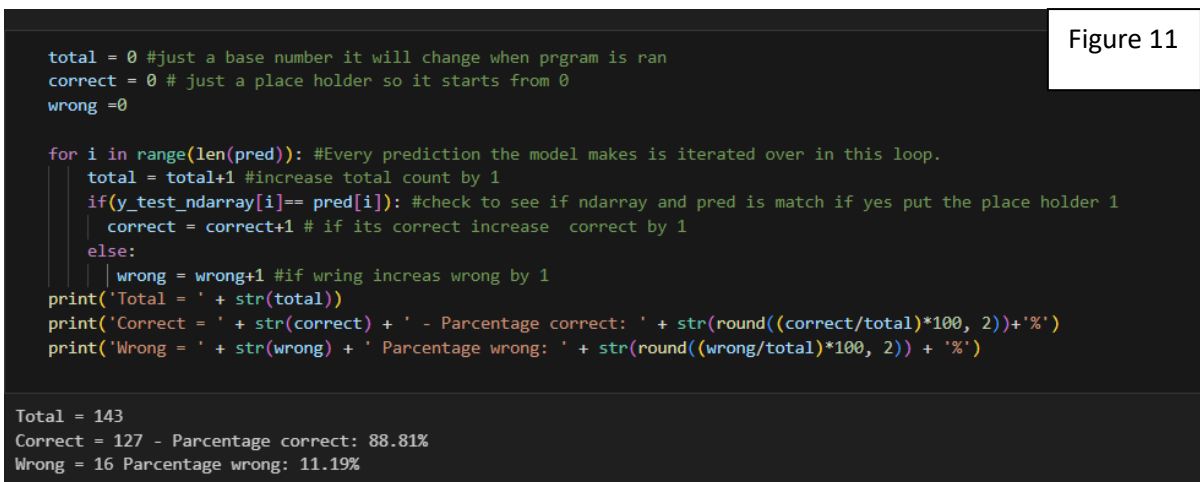 Figure 11
total = 0 #just a base number it will change when prgram is ran
correct = 0 # just a place holder so it starts from 0
wrong =0
for i in range(len(pred)): #Every prediction the model makes is iterated over in this loop.
    total = total+1 #increase total count by 1
    if(y_test_ndarray[i]== pred[i]): #check to see if ndarray and pred is match if yes put the place holder 1
      correct = correct+1 # if its correct increase  correct by 1
    else:
       wrong = wrong+1 #if wring increas wrong by 1
print('Total = ' + str(total))
print('Correct = ' + str(correct) + ' - Parcentage correct: ' + str(round((correct/total)*100, 2))+'%')
print('Wrong = ' + str(wrong) + ' Parcentage wrong: ' + str(round((wrong/total)*100, 2)) + '%')
Total = 143
Correct = 127 - Parcentage correct: 88.81%
Wrong = 16 Parcentage wrong: 11.19%